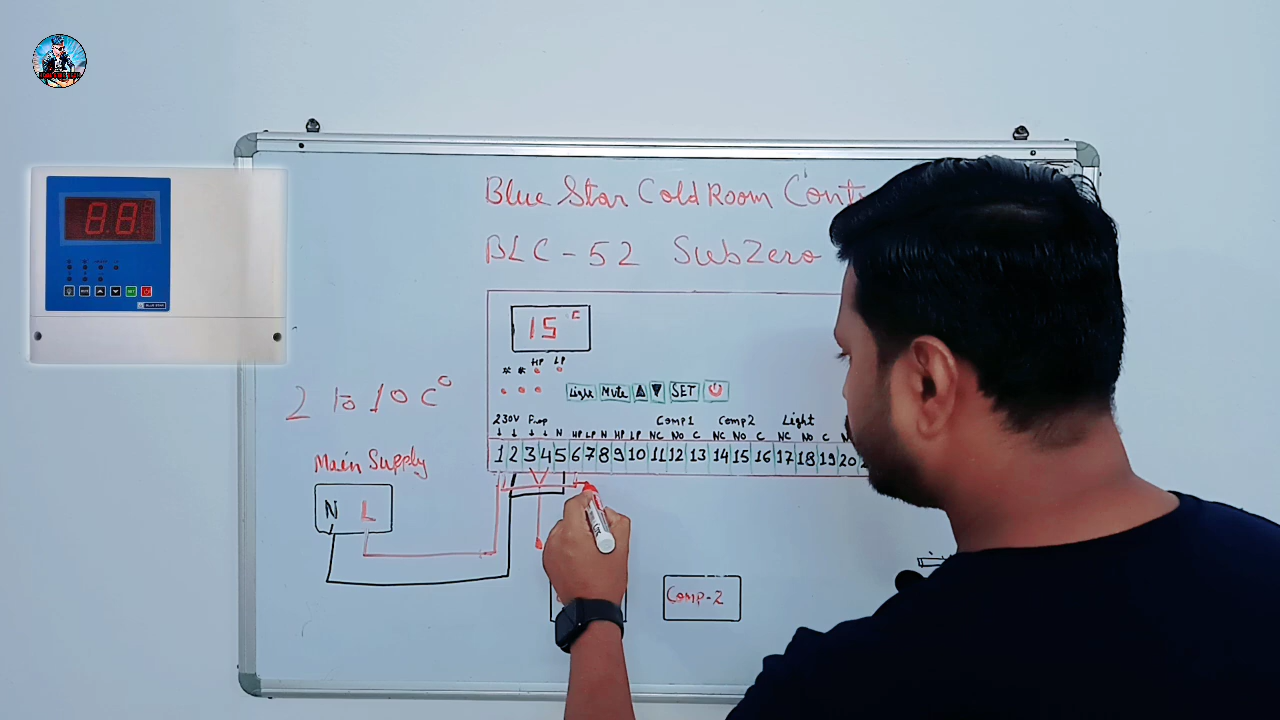 Blue Star Cold Room Cont
BLC-52 SubZero
88
15 °C
HP LP
* *
Light Mute ▲ ▼ SET
2 to 10 c°
230V Prob Comp1 Comp2 Light
↓ ↓ ↓ ↓ N HP LP N HP LP NC NO C NC NO C NC NO C N
1 2 3 4 5 6 7 8 9 10 11 12 13 14 15 16 17 18 19 20
Main Supply
N L
Comp-2